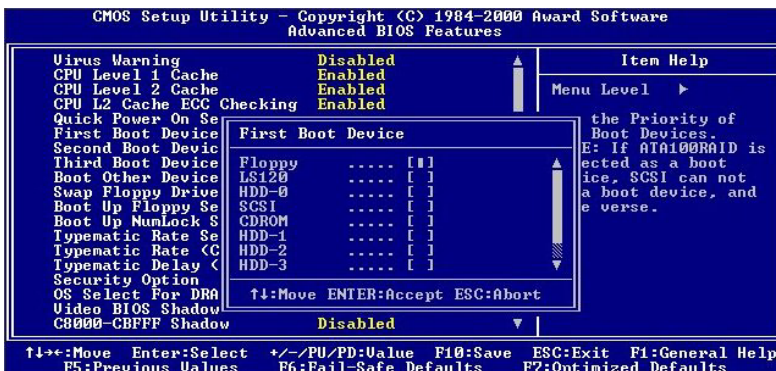 CMOS Setup Utility - Copyright (C) 1984-2000 Award Software
Advanced BIOS Features
Virus Warning Disabled
CPU Level 1 Cache Enabled
CPU Level 2 Cache Enabled
CPU L2 Cache ECC Checking Enabled
Quick Power On Se
First Boot Device
Second Boot Devic
Third Boot Device
Boot Other Device
Swap Floppy Drive
Boot Up Floppy Se
Boot Up NumLock S
Typematic Rate Se
Typematic Rate (C
Typematic Delay (
Security Option
OS Select For DRA
Video BIOS Shadow
C8000-CBFFF Shadow Disabled
First Boot Device
Floppy ..... [▮]
LS120 ..... [ ]
HDD-0 ..... [ ]
SCSI ..... [ ]
CDROM ..... [ ]
HDD-1 ..... [ ]
HDD-2 ..... [ ]
HDD-3 ..... [ ]
↑↓:Move ENTER:Accept ESC:Abort
Item Help
Menu Level ▶
the Priority of
Boot Devices.
E: If ATA100RAID is
ected as a boot
ice, SCSI can not
a boot device, and
e verse.
↑↓→←:Move Enter:Select +/-/PU/PD:Value F10:Save ESC:Exit F1:General Help
F5:Previous Values F6:Fail-Safe Defaults F7:Optimized Defaults